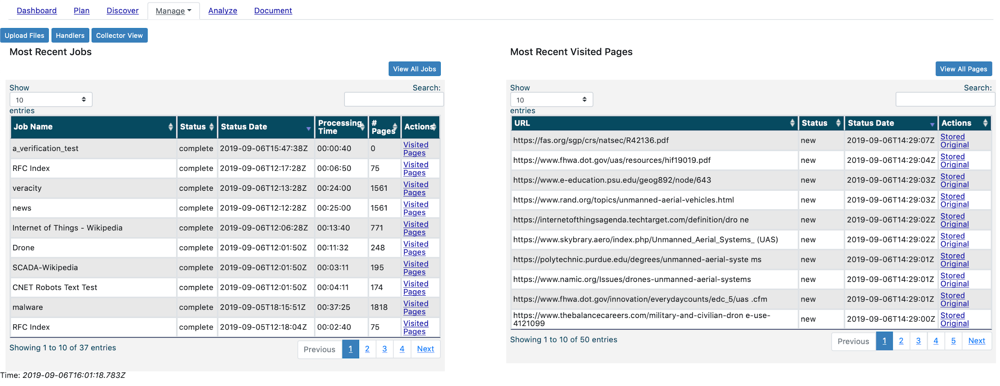 Dashboard Plan Discover Manage Analyze Document
Upload Files Handlers Collector View
Most Recent Jobs
View All Jobs
Show
Search:
10
entries
Job Name Status Status Date Processing Time # Pages Actions
a_verification_test complete 2019-09-06T15:47:38Z 00:00:40 0 Visited Pages
RFC Index complete 2019-09-06T12:17:28Z 00:06:50 75 Visited Pages
veracity complete 2019-09-06T12:13:28Z 00:24:00 1561 Visited Pages
news complete 2019-09-06T12:12:28Z 00:25:00 1561 Visited Pages
Internet of Things - Wikipedia complete 2019-09-06T12:06:28Z 00:13:40 771 Visited Pages
Drone complete 2019-09-06T12:01:50Z 00:11:32 248 Visited Pages
SCADA-Wikipedia complete 2019-09-06T12:01:50Z 00:03:11 195 Visited Pages
CNET Robots Text Test complete 2019-09-06T12:01:50Z 00:04:11 174 Visited Pages
malware complete 2019-09-05T18:15:51Z 00:37:25 1818 Visited Pages
RFC Index complete 2019-09-05T12:18:04Z 00:02:40 75 Visited Pages
Showing 1 to 10 of 37 entries
Previous 1 2 3 4 Next
Most Recent Visited Pages
View All Pages
Show
Search:
10
entries
URL Status Status Date Actions
https://fas.org/sgp/crs/natsec/R42136.pdf new 2019-09-06T14:29:07Z Stored Original
https://www.fhwa.dot.gov/uas/resources/hif19019.pdf new 2019-09-06T14:29:04Z Stored Original
https://www.e-education.psu.edu/geog892/node/643 new 2019-09-06T14:29:03Z Stored Original
https://www.rand.org/topics/unmanned-aerial-vehicles.html new 2019-09-06T14:29:03Z Stored Original
https://internetofthingsagenda.techtarget.com/definition/dro ne new 2019-09-06T14:29:02Z Stored Original
https://www.skybrary.aero/index.php/Unmanned_Aerial_Systems_ (UAS) new 2019-09-06T14:29:02Z Stored Original
https://polytechnic.purdue.edu/degrees/unmanned-aerial-syste ms new 2019-09-06T14:29:01Z Stored Original
https://www.namic.org/Issues/drones-unmanned-aerial-systems new 2019-09-06T14:29:01Z Stored Original
https://www.fhwa.dot.gov/innovation/everydaycounts/edc_5/uas .cfm new 2019-09-06T14:29:01Z Stored Original
https://www.thebalancecareers.com/military-and-civilian-dron e-use-4121099 new 2019-09-06T14:29:00Z Stored Original
Showing 1 to 10 of 50 entries
Previous 1 2 3 4 5 Next
Time: 2019-09-06T16:01:18.783Z